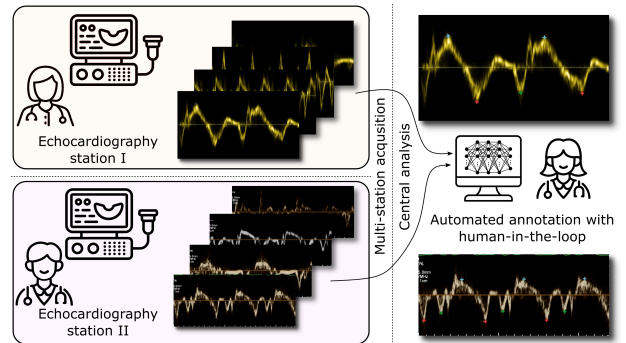 Echocardiography
station I
Echocardiography
station II
Multi-station acqusition
Central analysis
Automated annotation with
human-in-the-loop